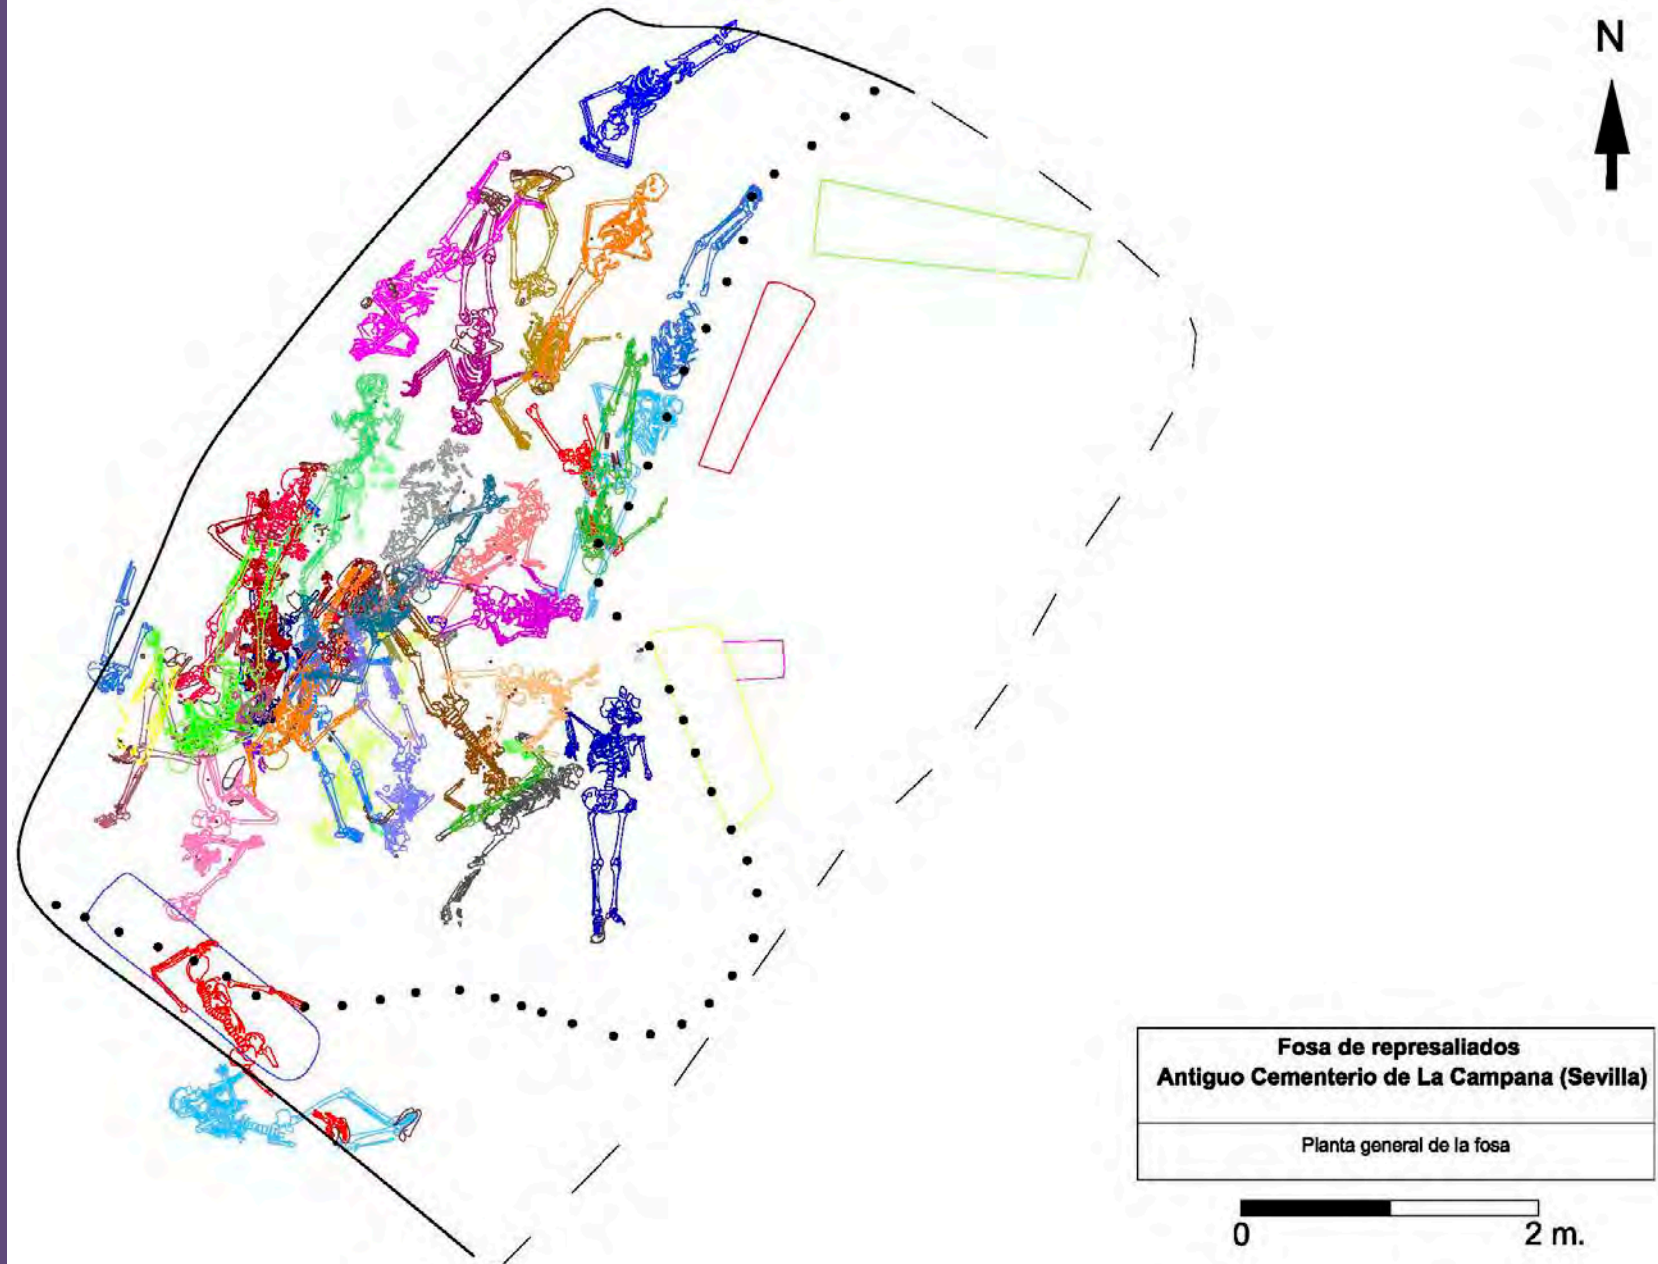 N
Fosa de represaliados
Antiguo Cementerio de La Campana (Sevilla)
Planta general de la fosa
0 2 m.